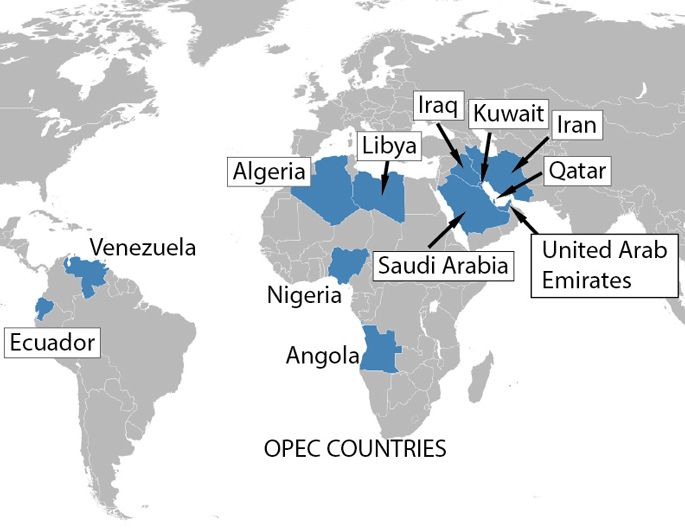 Iraq
Kuwait
Iran
Libya
Algeria
Qatar
Venezuela
Saudi Arabia
United Arab
Emirates
Nigeria
Ecuador
Angola
OPEC COUNTRIES